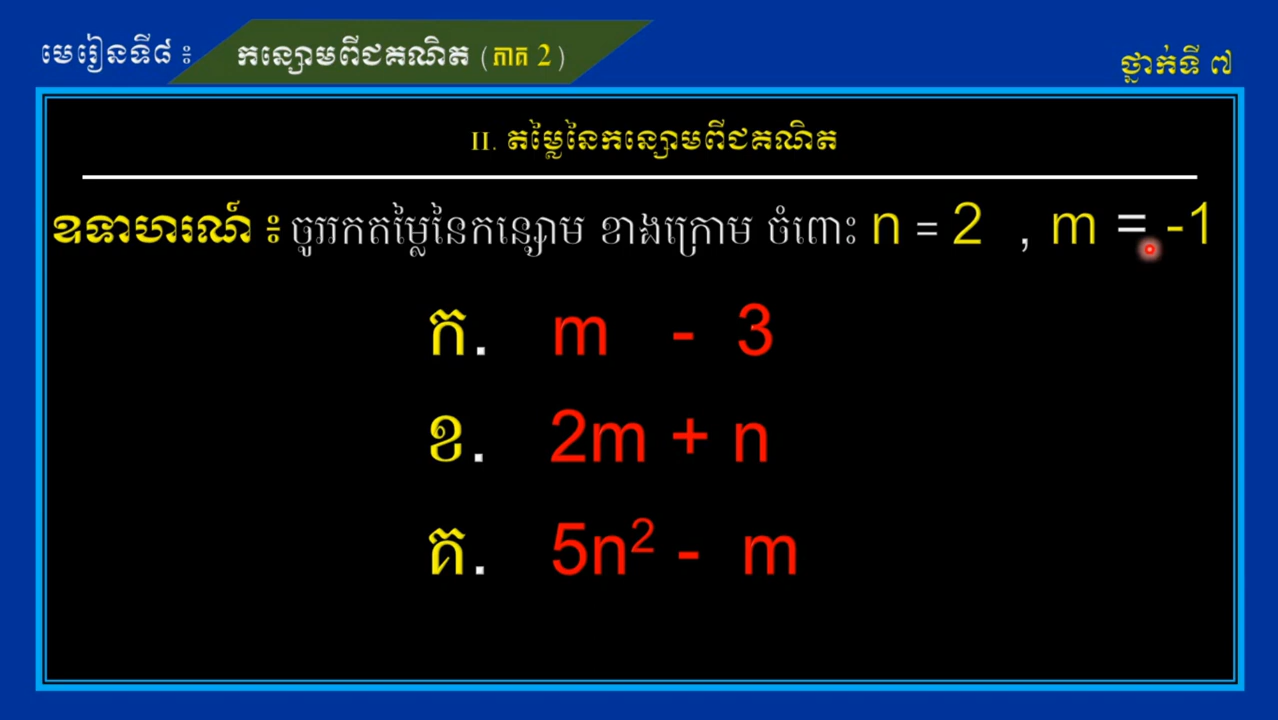 មេរៀនទី៨ ៖ កន្សោមពីជគណិត (ភាគ 2)
ថ្នាក់ទី ៧
II. តម្លៃនៃកន្សោមពីជគណិត
ឧទាហរណ៍ ៖ ចូររកតម្លៃនៃកន្សោម ខាងក្រោម ចំពោះ n = 2 , m = -1
ក. m - 3
ខ. 2m + n
គ. 5n² - m